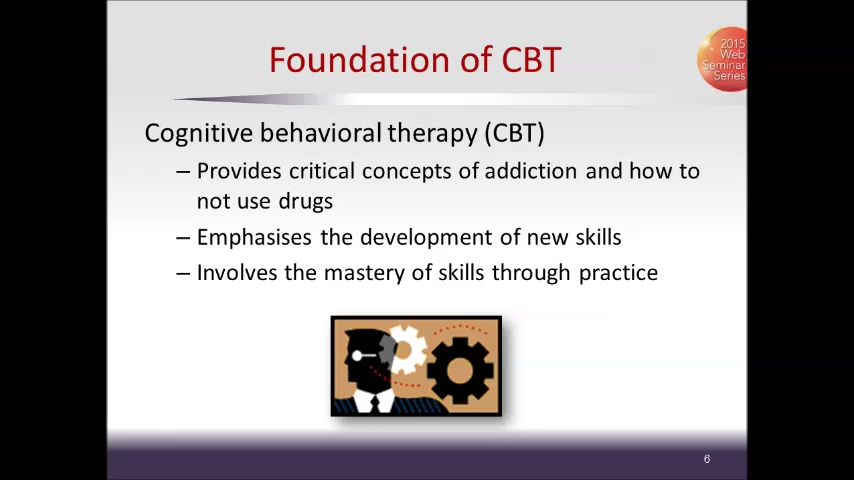 Foundation of CBT
2015
Web
Seminar
Series
Cognitive behavioral therapy (CBT)
– Provides critical concepts of addiction and how to
not use drugs
– Emphasises the development of new skills
– Involves the mastery of skills through practice
6